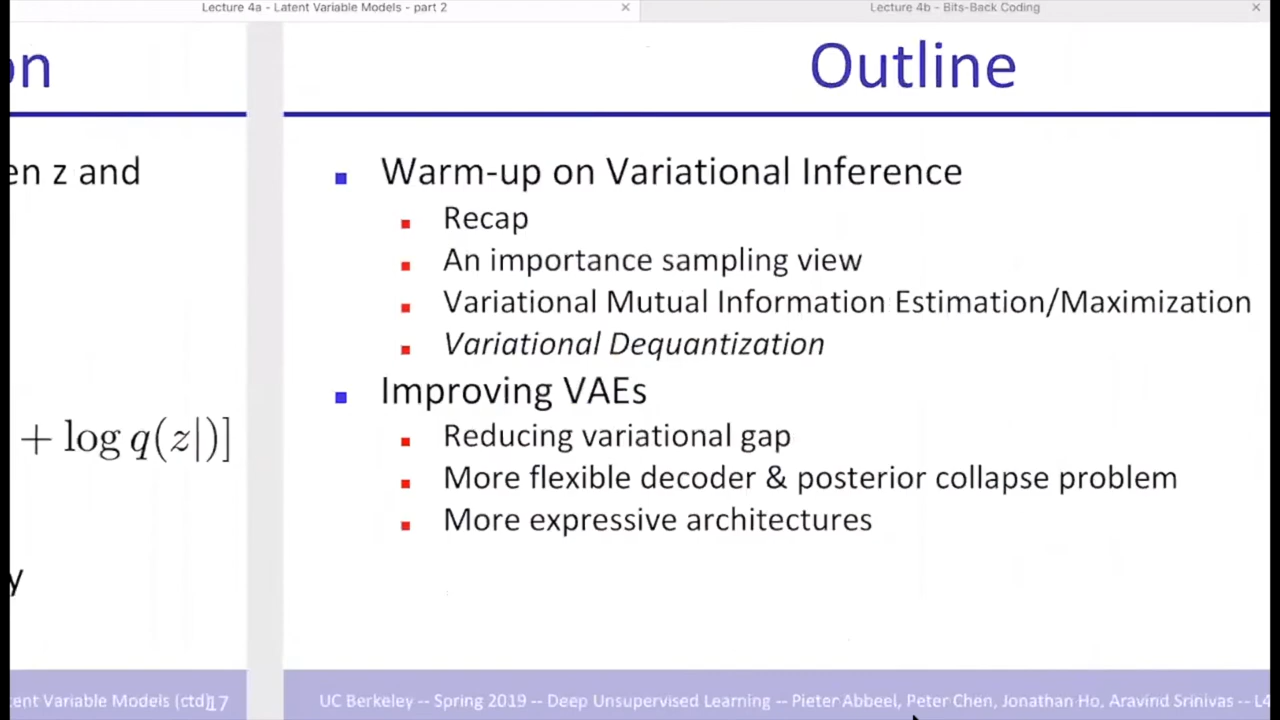 Lecture 4a - Latent Variable Models - part 2
Lecture 4b - Bits-Back Coding
on
en z and
+ log q(z|)]
y
tent Variable Models (ctd)17
Outline
Warm-up on Variational Inference
Recap
An importance sampling view
Variational Mutual Information Estimation/Maximization
Variational Dequantization
Improving VAEs
Reducing variational gap
More flexible decoder & posterior collapse problem
More expressive architectures
UC Berkeley -- Spring 2019 -- Deep Unsupervised Learning -- Pieter Abbeel, Peter Chen, Jonathan Ho, Aravind Srinivas -- L4